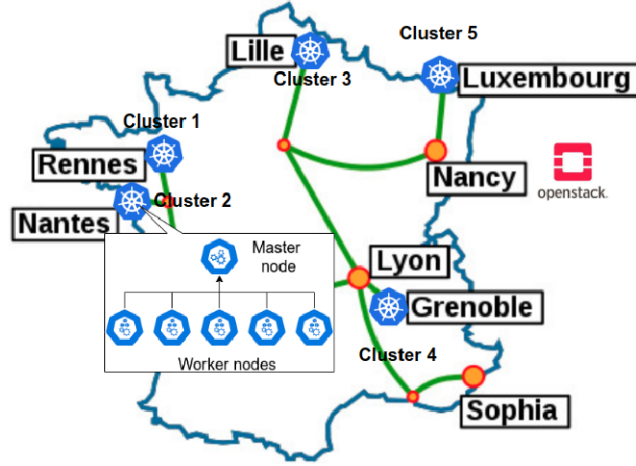 Cluster 5
Lille
Cluster 3
Luxembourg
Cluster 1
Rennes
Nancy
openstack.
Cluster 2
Nantes
Master
node
Lyon
Grenoble
Worker nodes
Cluster 4
Sophia